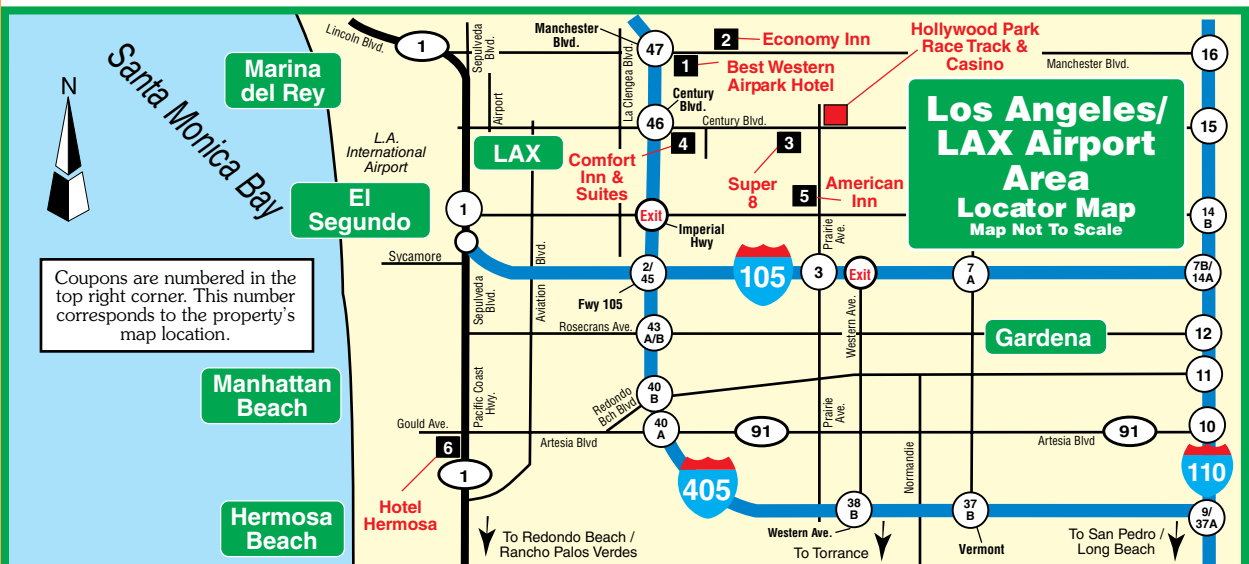 Lincoln Blvd.
1
Sepulveda
Blvd.
Manchester
Blvd.
47
2
Economy Inn
Hollywood Park
Race Track &
Casino
16
Manchester Blvd.
Santa Monica Bay
Marina
del Rey
N
Airport
La Clengea Blvd.
1
Best Western
Airpark Hotel
Century
Blvd.
46
Century Blvd.
Los Angeles/
LAX Airport
Area
Locator Map
Map Not To Scale
15
L.A.
International
Airport
LAX
4
Comfort
Inn &
Suites
3
Super
8
5
American
Inn
El
Segundo
1
Exit
Imperial
Hwy
Prairie
Ave.
14
B
Sycamore
Coupons are numbered in the
top right corner. This number
corresponds to the property's
map location.
Sepulveda
Blvd.
Aviation
Blvd.
2/
45
Fwy 105
105
3
Exit
7
A
7B/
14A
Rosecrans Ave.
43
A/B
Western Ave.
Gardena
12
Manhattan
Beach
Pacific Coast
Hwy.
Redondo
Bch Blvd
40
B
11
Prairie
Ave.
Gould Ave.
Artesia Blvd
40
A
91
Artesia Blvd
91
10
6
1
Hotel
Hermosa
405
Normandie
110
Hermosa
Beach
38
B
37
B
9/
37A
Western Ave.
Vermont
To Redondo Beach /
Rancho Palos Verdes
To Torrance
To San Pedro /
Long Beach